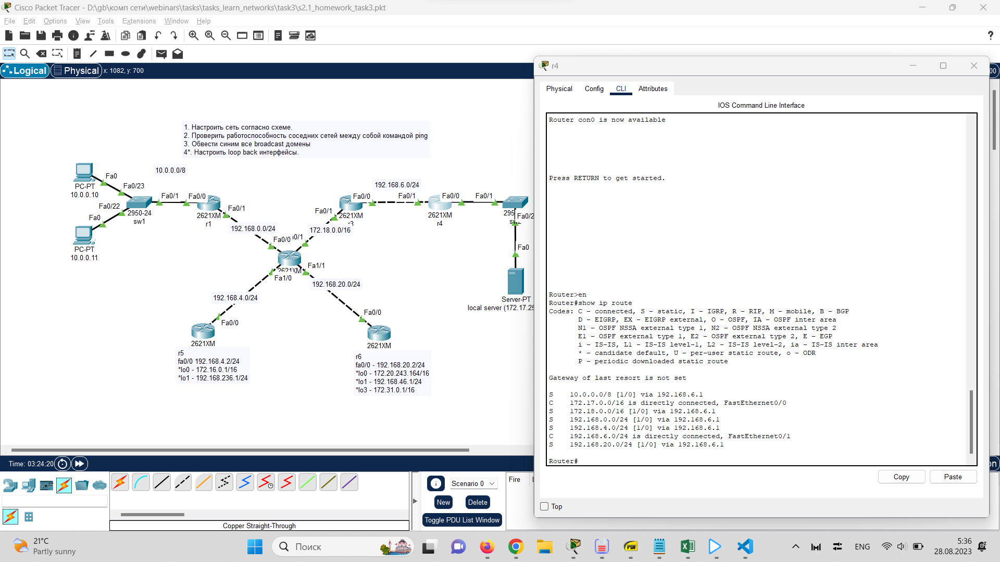 Cisco Packet Tracer - D:\gb\комп сети\webinars\tasks\tasks_learn_networks\task3\s2.1_homework_task3.pkt
File Edit Options View Tools Extensions Window Help
?
Logical Physical x: 1082, y: 700
1. Настроить сеть согласно схеме.
2. Проверить работоспособность соседних сетей между собой командой ping
3. Обвести синим все broadcast домены
4*. Настроить loop back интерфейсы.
10.0.0.0/8
Fa0
PC-PT
10.0.0.10
Fa0/23
Fa0/22
Fa0
2950-24
sw1
PC-PT
10.0.0.11
Fa0/1
Fa0/0
2621XM
r1
Fa0/1
192.168.0.0/24
Fa0/0
0/1
2621XM
Fa1/0
Fa1/1
192.168.20.0/24
192.168.4.0/24
172.18.0.0/16
Fa0/1
Fa0/0
2621XM
r3
192.168.6.0/24
Fa0/1
Fa0/0
2621XM
r4
Fa0/1
295
Fa0/2
Fa0
Server-PT
local server (172.17.25
Fa0/0
2621XM
r5
fa0/0 192.168.4.2/24
*lo0 - 172.16.0.1/16
*lo1 - 192.168.236.1/24
Fa0/0
2621XM
r6
fa0/0 - 192.168.20.2/24
*lo0 - 172.20.243.164/16
*lo1 - 192.168.46.1/24
*lo3 - 172.31.0.1/16
r4
Physical Config CLI Attributes
IOS Command Line Interface
Router con0 is now available
Press RETURN to get started.
Router>en
Router#show ip route
Codes: C - connected, S - static, I - IGRP, R - RIP, M - mobile, B - BGP
D - EIGRP, EX - EIGRP external, O - OSPF, IA - OSPF inter area
N1 - OSPF NSSA external type 1, N2 - OSPF NSSA external type 2
E1 - OSPF external type 1, E2 - OSPF external type 2, E - EGP
i - IS-IS, L1 - IS-IS level-1, L2 - IS-IS level-2, ia - IS-IS inter area
* - candidate default, U - per-user static route, o - ODR
P - periodic downloaded static route
Gateway of last resort is not set
S 10.0.0.0/8 [1/0] via 192.168.6.1
C 172.17.0.0/16 is directly connected, FastEthernet0/0
S 172.18.0.0/16 [1/0] via 192.168.6.1
S 192.168.0.0/24 [1/0] via 192.168.6.1
S 192.168.4.0/24 [1/0] via 192.168.6.1
C 192.168.6.0/24 is directly connected, FastEthernet0/1
S 192.168.20.0/24 [1/0] via 192.168.6.1
Router#
Copy Paste
Top
Time: 03:24:20
Scenario 0
New Delete
Toggle PDU List Window
Fire
Copper Straight-Through
21°C
Partly sunny
Поиск
PDF
ENG
5:36
28.08.2023